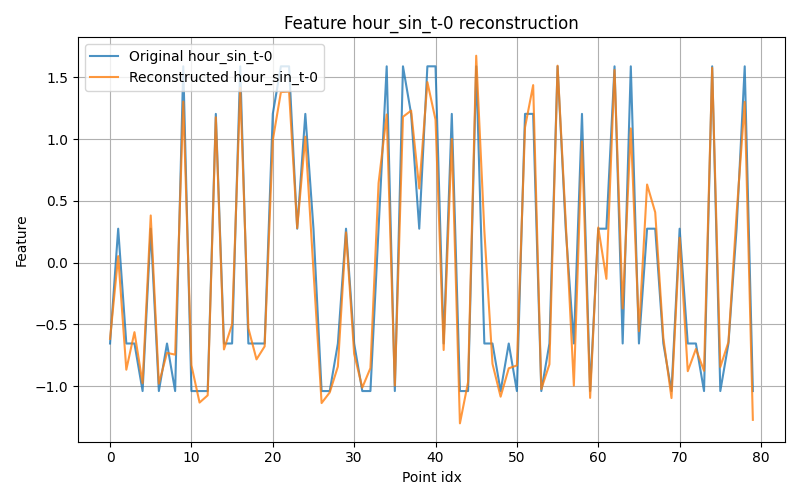 Feature hour_sin_t-0 reconstruction
Original hour_sin_t-0
Reconstructed hour_sin_t-0
Feature
1.5
1.0
0.5
0.0
−0.5
−1.0
0 10 20 30 40 50 60 70 80
Point idx